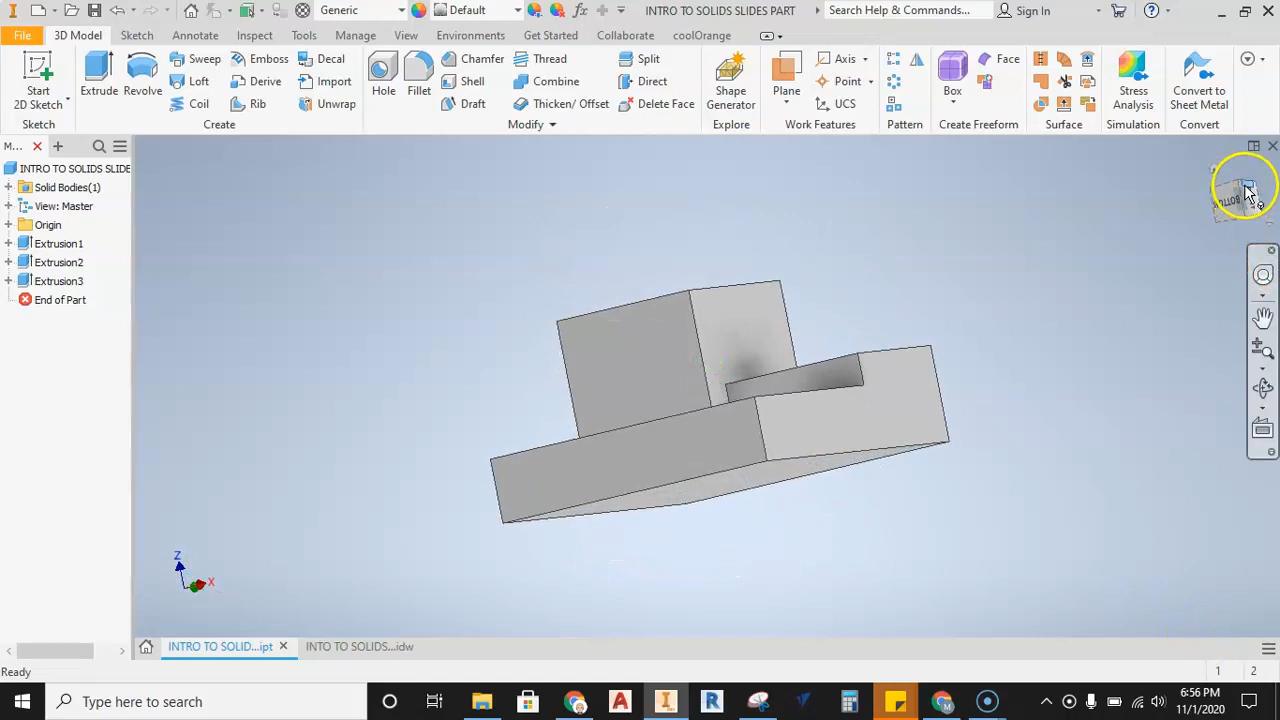 Generic
Default
INTRO TO SOLIDS SLIDES PART
Search Help & Commands...
Sign In
File
3D Model
Sketch
Annotate
Inspect
Tools
Manage
View
Environments
Get Started
Collaborate
coolOrange
Start
2D Sketch
Extrude
Revolve
Sweep
Loft
Coil
Emboss
Derive
Rib
Decal
Import
Unwrap
Hole
Fillet
Chamfer
Shell
Draft
Thread
Combine
Thicken/ Offset
Split
Direct
Delete Face
Shape
Generator
Plane
Axis
Point
UCS
Box
Face
Stress
Analysis
Convert to
Sheet Metal
Sketch
Create
Modify
Explore
Work Features
Pattern
Create Freeform
Surface
Simulation
Convert
M...
INTRO TO SOLIDS SLIDE
Solid Bodies(1)
View: Master
Origin
Extrusion1
Extrusion2
Extrusion3
End of Part
Z
X
INTRO TO SOLID...ipt
INTO TO SOLIDS...idw
Ready
1
2
Type here to search
6:56 PM
11/1/2020